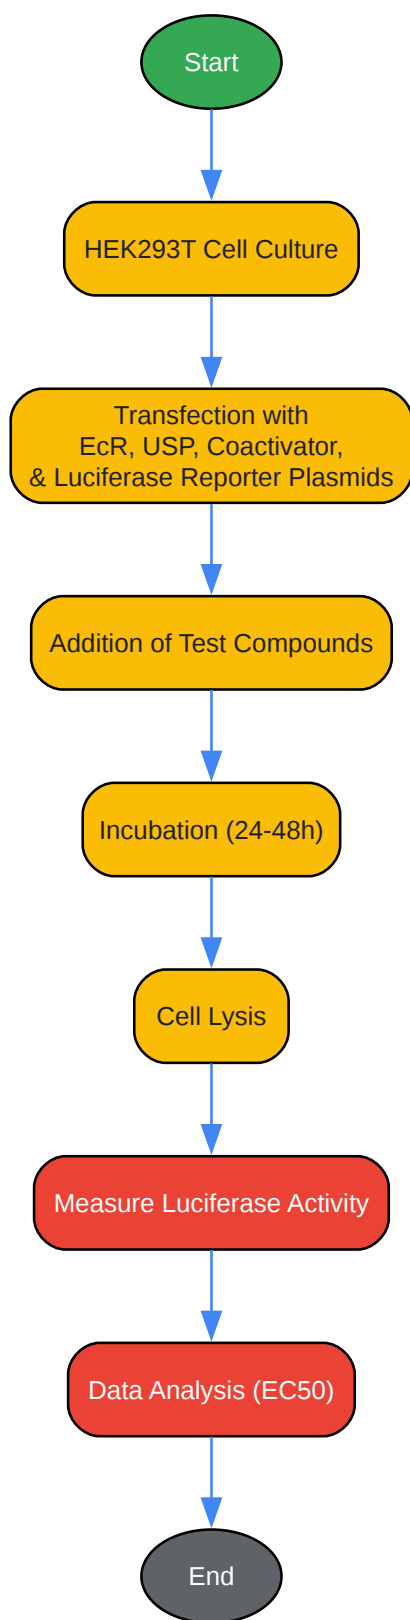 Start
HEK293T Cell Culture
Transfection with
EcR, USP, Coactivator,
& Luciferase Reporter Plasmids
Addition of Test Compounds
Incubation (24-48h)
Cell Lysis
Measure Luciferase Activity
Data Analysis (EC50)
End